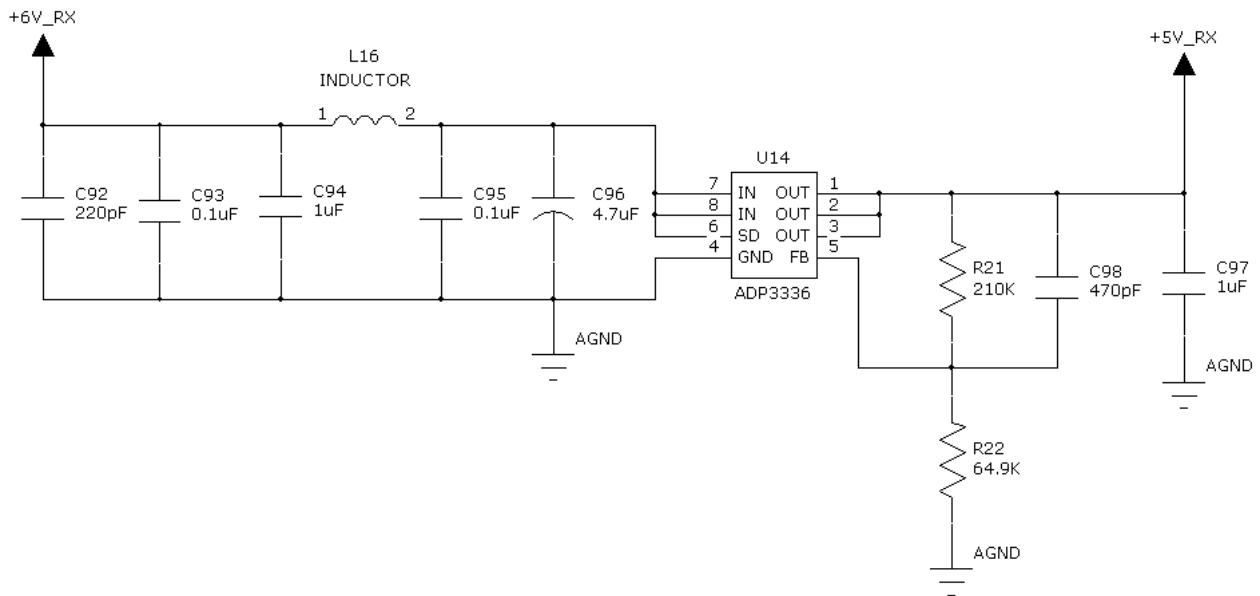 +6V_RX
+5V_RX
L16
INDUCTOR
1 2
C92
220pF
C93
0.1uF
C94
1uF
C95
0.1uF
C96
4.7uF
U14
7 IN OUT 1
8 IN OUT 2
6 SD OUT 3
4 GND FB 5
ADP3336
R21
210K
C98
470pF
C97
1uF
AGND
AGND
R22
64.9K
AGND